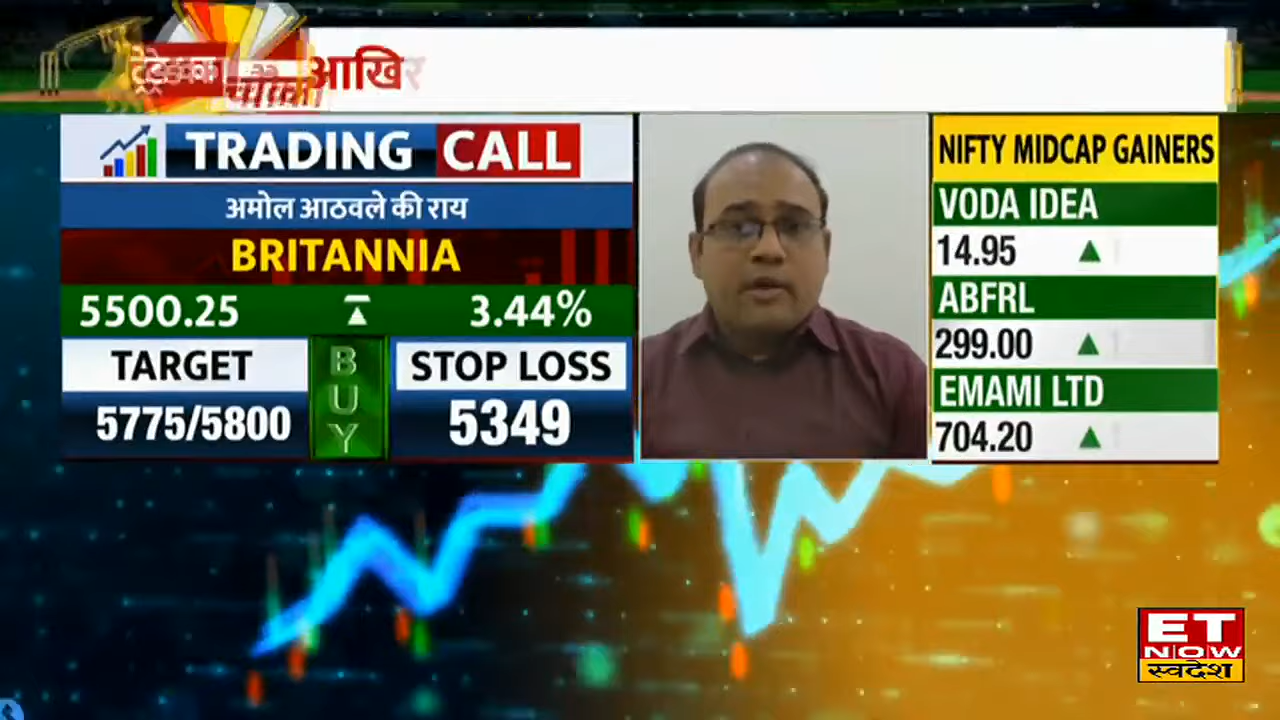 आखिर
TRADING CALL
अमोल आठवले की राय
BRITANNIA
5500.25 3.44%
TARGET
5775/5800
BUY
STOP LOSS
5349
NIFTY MIDCAP GAINERS
VODA IDEA
14.95
ABFRL
299.00
EMAMI LTD
704.20
ET
NOW
स्वदेश